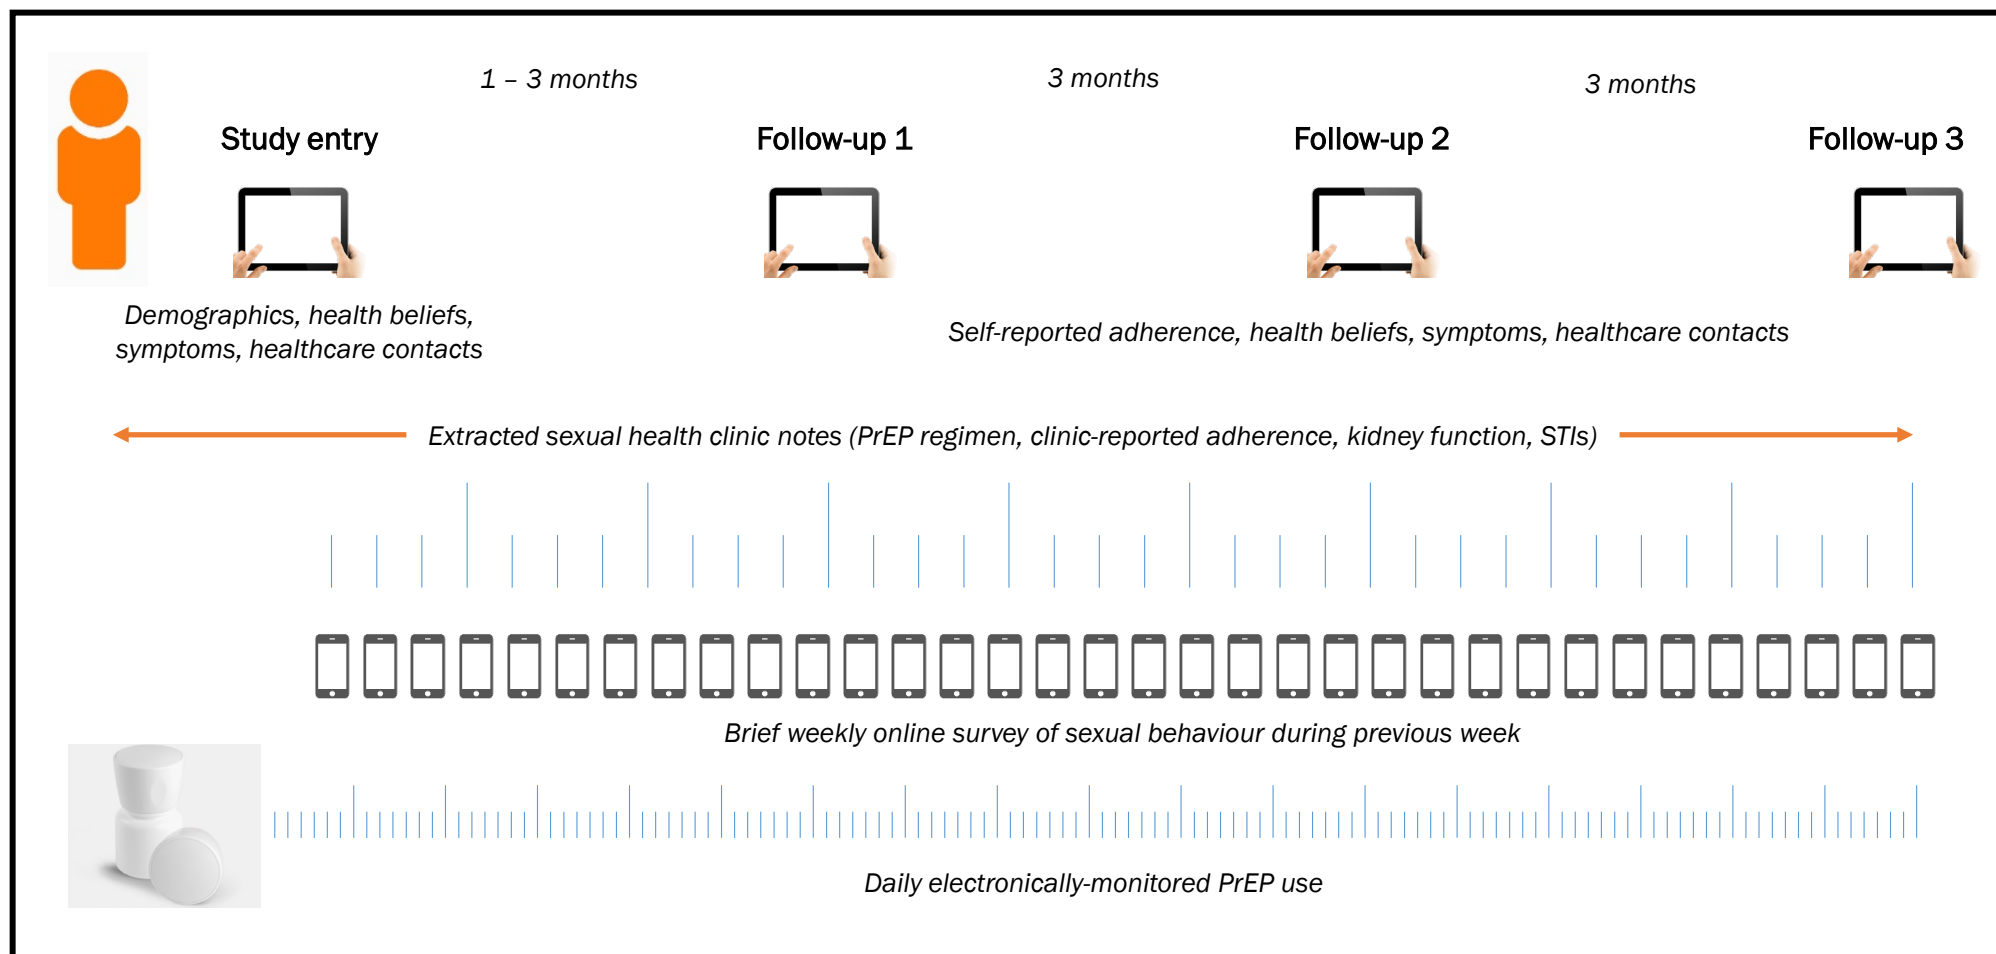 1 – 3 months
3 months
3 months
Study entry
Follow-up 1
Follow-up 2
Follow-up 3
Demographics, health beliefs,
symptoms, healthcare contacts
Self-reported adherence, health beliefs, symptoms, healthcare contacts
Extracted sexual health clinic notes (PrEP regimen, clinic-reported adherence, kidney function, STIs)
Brief weekly online survey of sexual behaviour during previous week
Daily electronically-monitored PrEP use